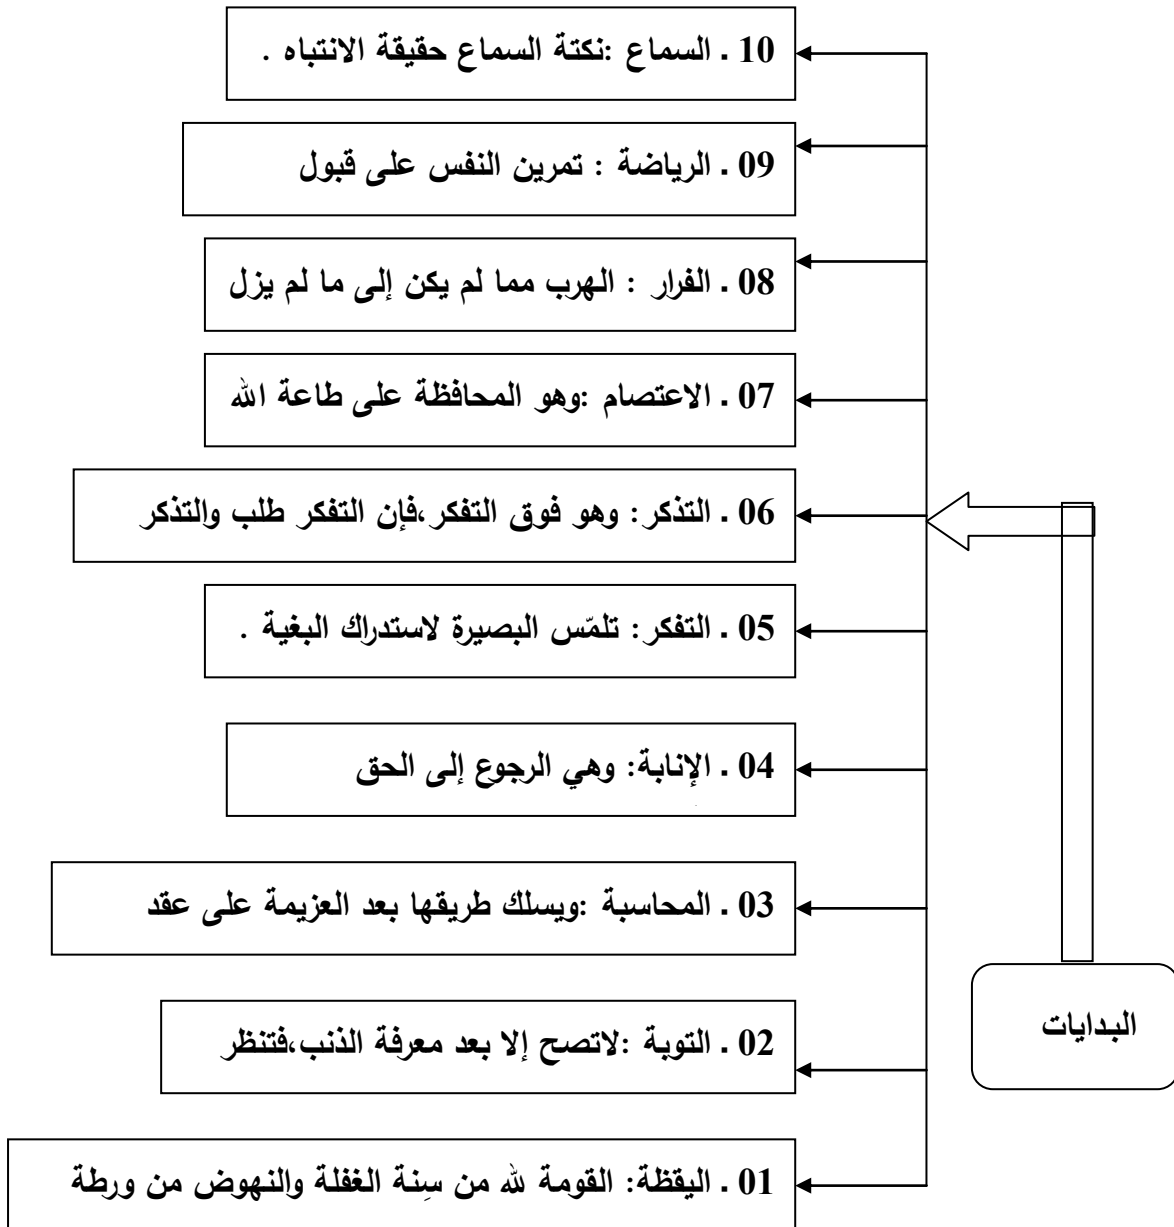 10 . السماع :نكتة السماع حقيقة الانتباه .
09 . الرياضة : تمرين النفس على قبول
08 . الفرار : الهرب مما لم يكن إلى ما لم يزل
07 . الاعتصام :وهو المحافظة على طاعة الله
06 . التذكر: وهو فوق التفكر،فإن التفكر طلب والتذكر
05 . التفكر: تلمّس البصيرة لاستدراك البغية .
04 . الإنابة: وهي الرجوع إلى الحق
03 . المحاسبة :ويسلك طريقها بعد العزيمة على عقد
02 . التوبة :لاتصح إلا بعد معرفة الذنب،فتنظر
01 . اليقظة: القومة لله من سِنة الغفلة والنهوض من ورطة
البدايات